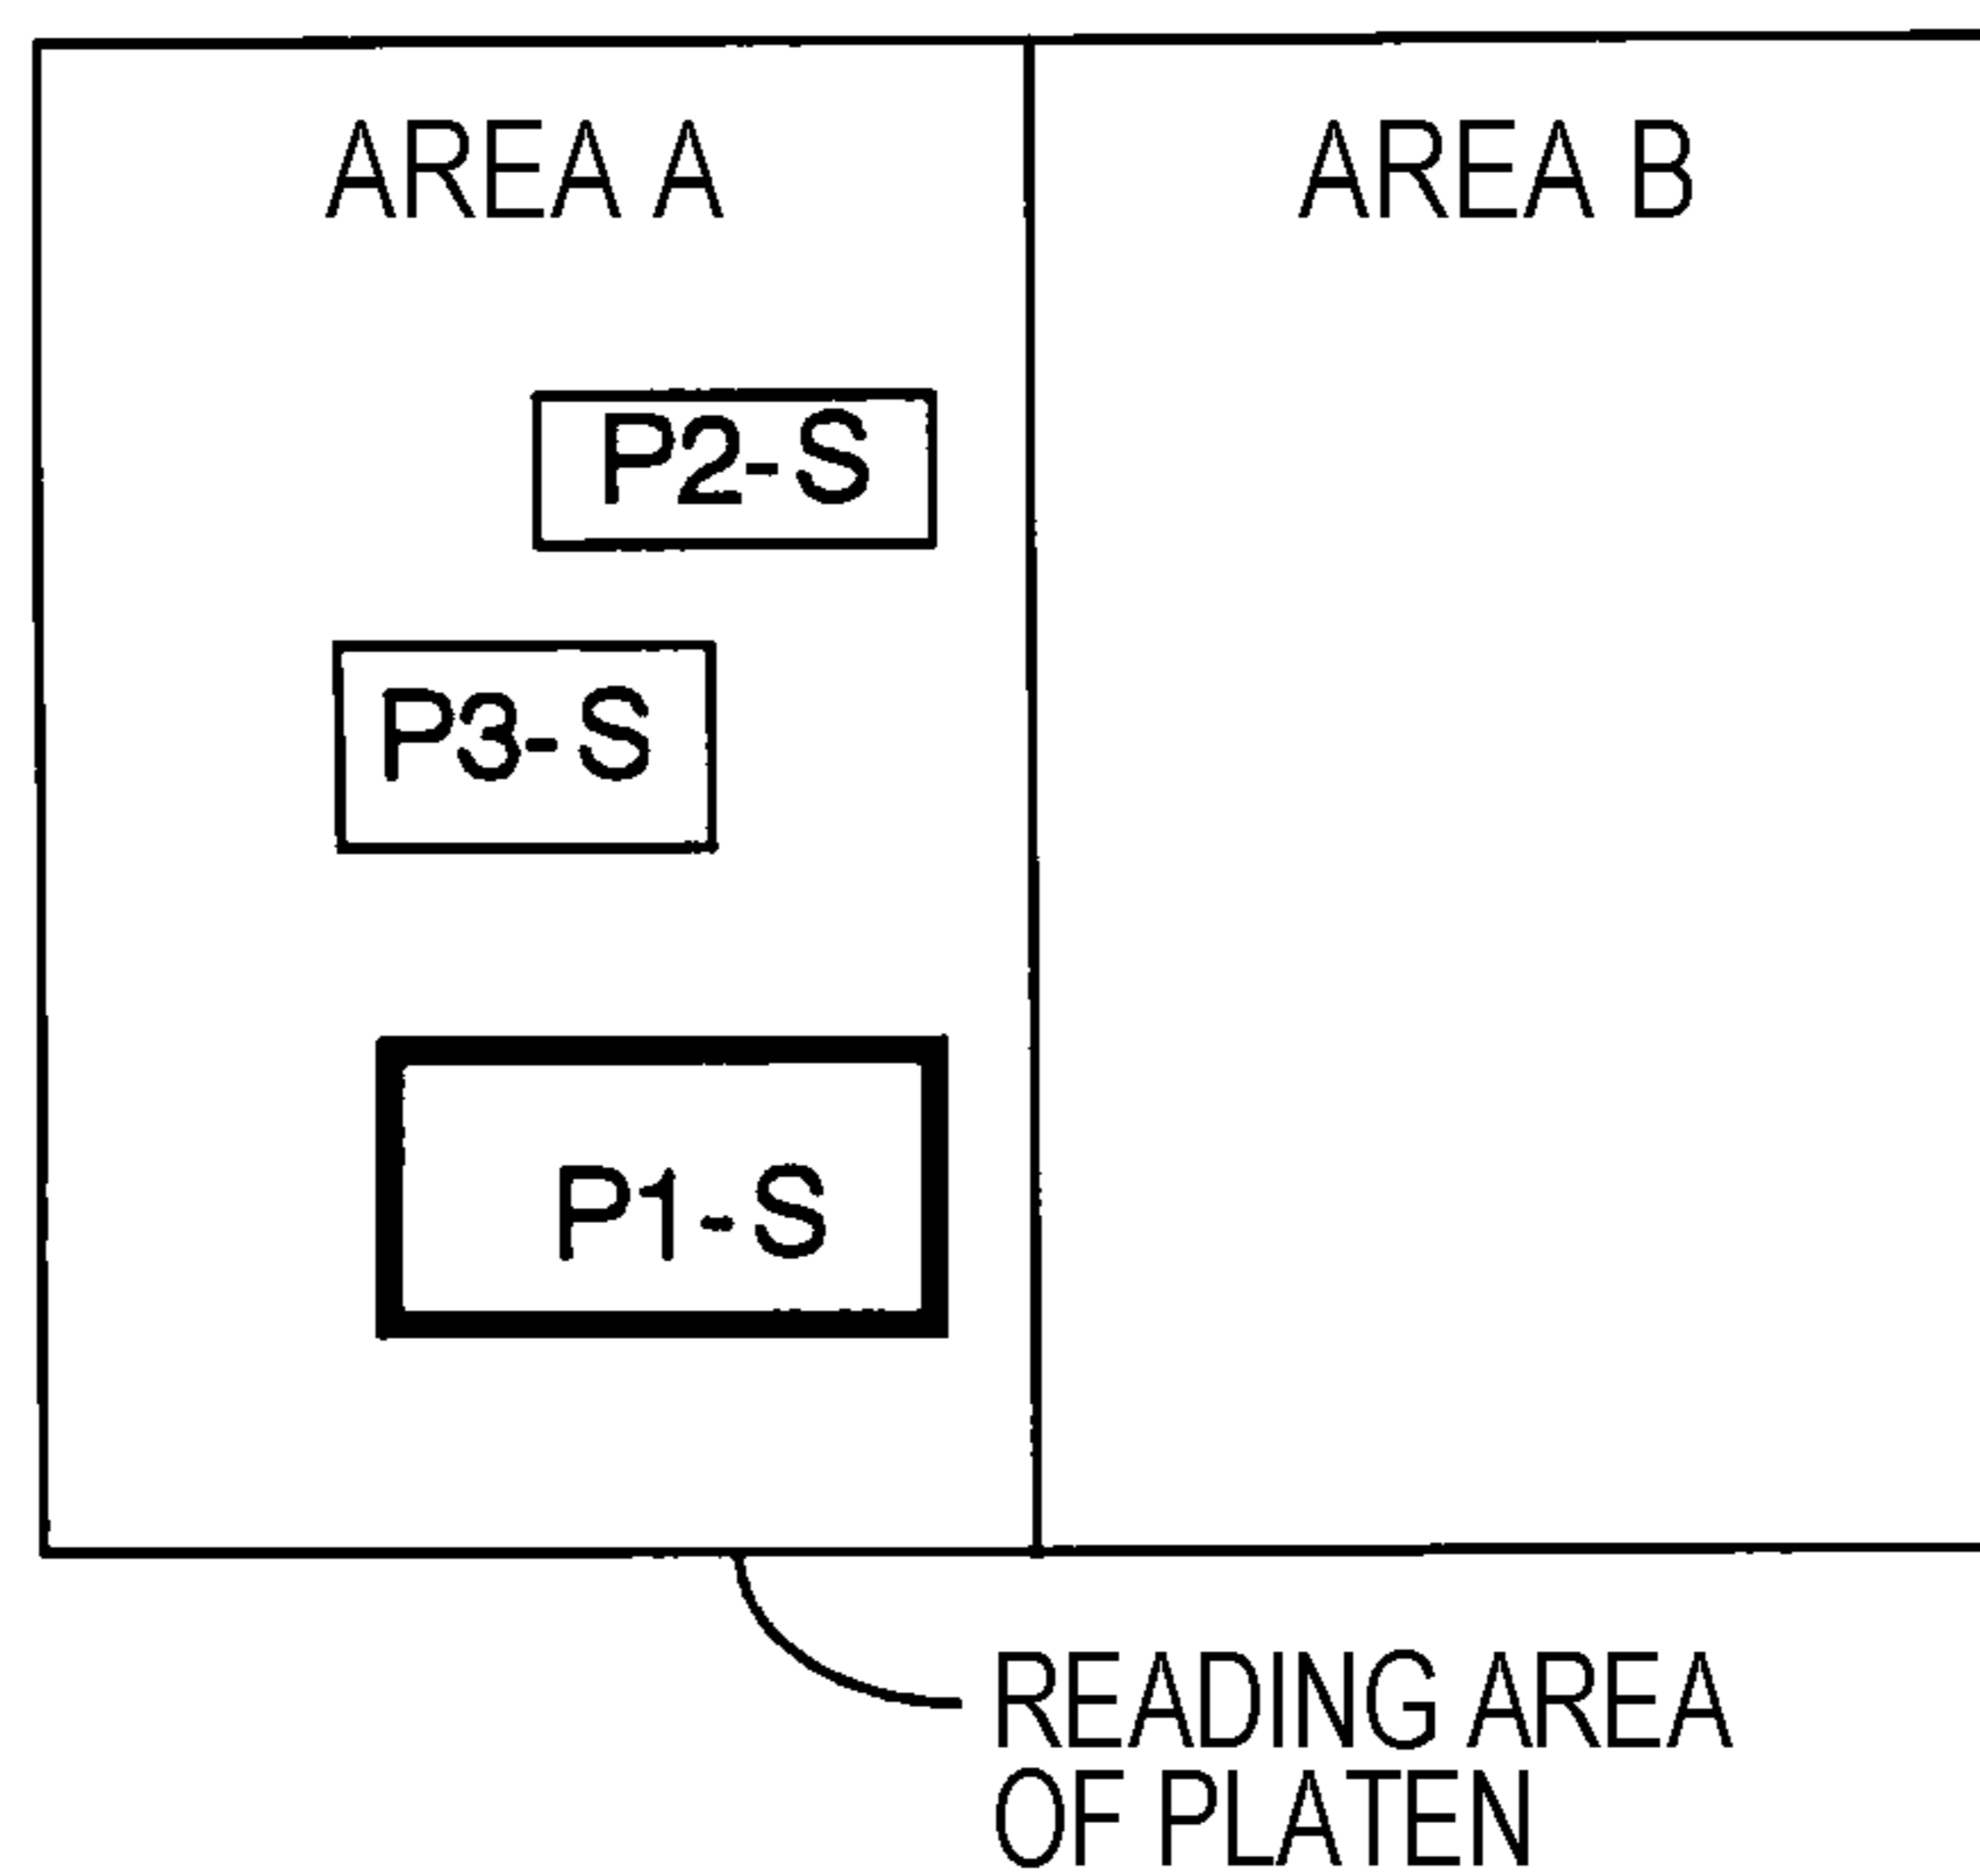 AREA A
AREA B
P2-S
P3-S
P1-S
READING AREA
OF PLATEN